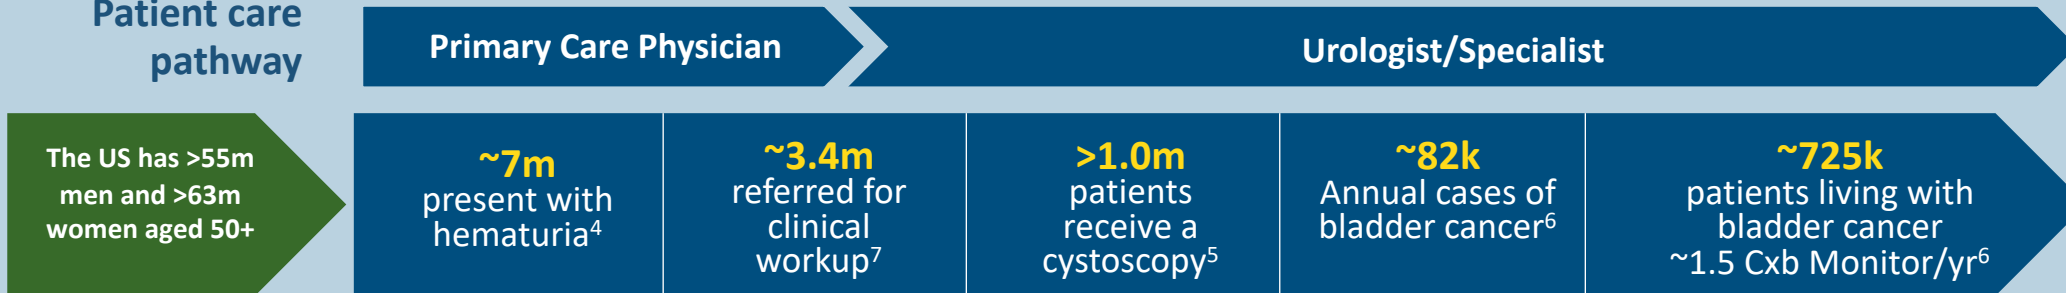 Patient care
pathway
Primary Care Physician
Urologist/Specialist
The US has >55m
men and >63m
women aged 50+
~7m
present with
hematuria⁴
~3.4m
referred for
clinical
workup⁷
>1.0m
patients
receive a
cystoscopy⁵
~82k
Annual cases of
bladder cancer⁶
~725k
patients living with
bladder cancer
~1.5 Cxb Monitor/yr⁶